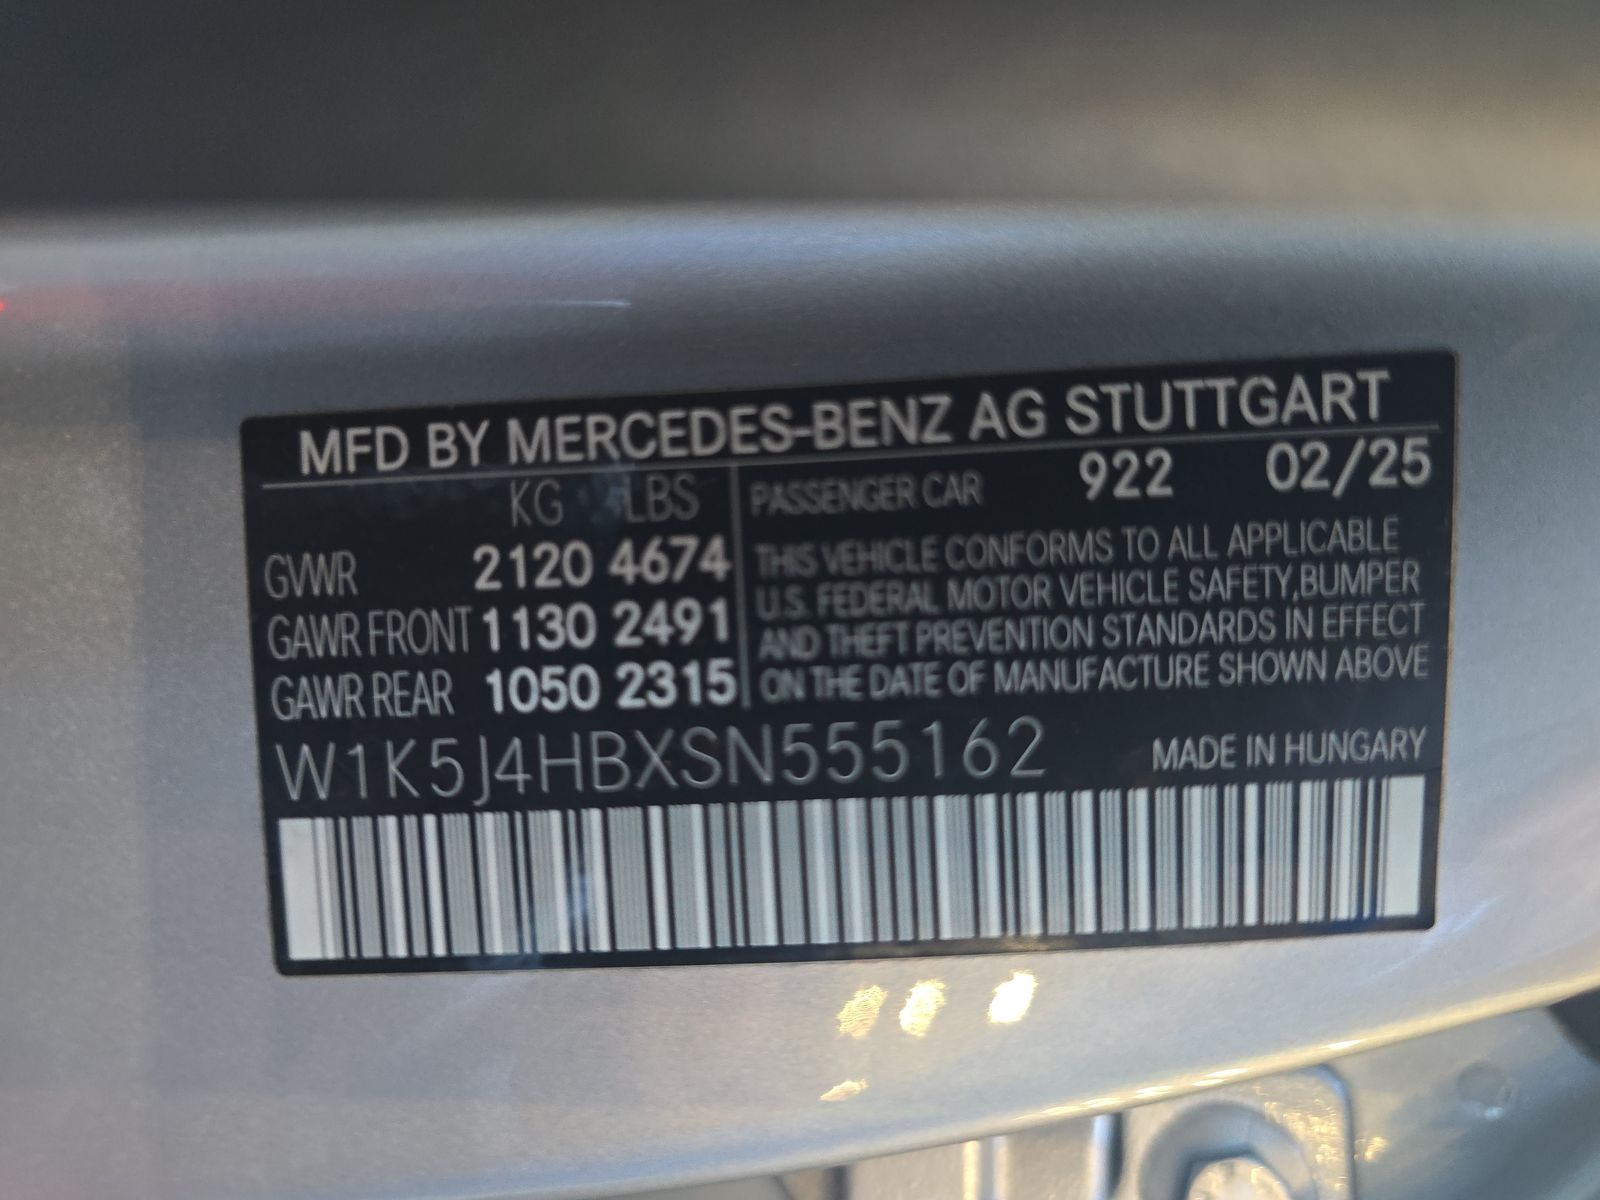 MFD BY MERCEDES-BENZ AG STUTTGART
KG LBS
GVWR 2120 4674
GAWR FRONT 1130 2491
GAWR REAR 1050 2315
PASSENGER CAR 922 02/25
THIS VEHICLE CONFORMS TO ALL APPLICABLE
U.S. FEDERAL MOTOR VEHICLE SAFETY,BUMPER
AND THEFT PREVENTION STANDARDS IN EFFECT
ON THE DATE OF MANUFACTURE SHOWN ABOVE
W1K5J4HBXSN555162
MADE IN HUNGARY